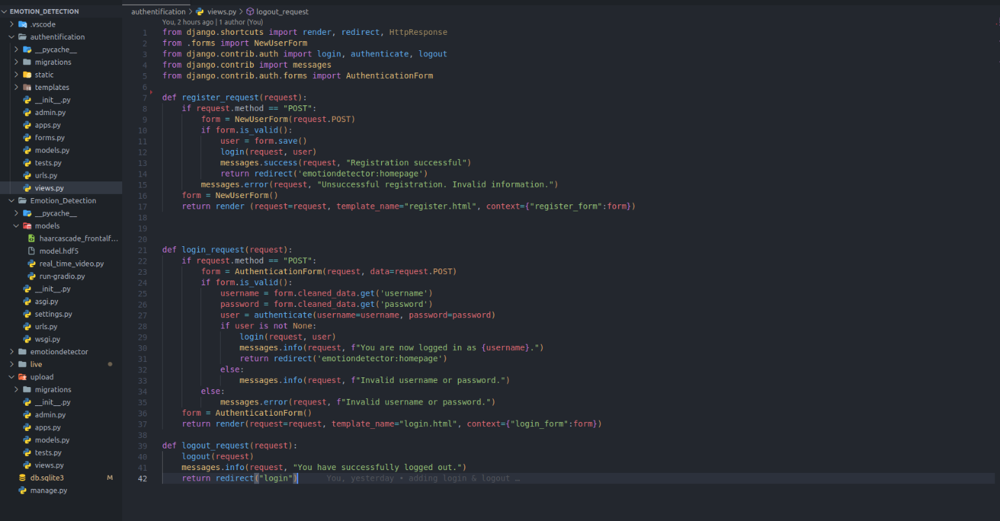 EMOTION_DETECTION
.vscode
authentification
__pycache__
migrations
static
templates
__init__.py
admin.py
apps.py
forms.py
models.py
tests.py
urls.py
views.py
Emotion_Detection
__pycache__
models
haarcascade_frontalf...
model.hdf5
real_time_video.py
run-gradio.py
__init__.py
asgi.py
settings.py
urls.py
wsgi.py
emotiondetector
live
upload
migrations
__init__.py
admin.py
apps.py
models.py
tests.py
views.py
db.sqlite3 M
manage.py
authentification > views.py > logout_request
You, 2 hours ago | 1 author (You)
1 from django.shortcuts import render, redirect, HttpResponse
2 from .forms import NewUserForm
3 from django.contrib.auth import login, authenticate, logout
4 from django.contrib import messages
5 from django.contrib.auth.forms import AuthenticationForm
6
7 def register_request(request):
8 if request.method == "POST":
9 form = NewUserForm(request.POST)
10 if form.is_valid():
11 user = form.save()
12 login(request, user)
13 messages.success(request, "Registration successful")
14 return redirect('emotiondetector:homepage')
15 messages.error(request, "Unsuccessful registration. Invalid information.")
16 form = NewUserForm()
17 return render (request=request, template_name="register.html", context={"register_form":form})
18
19
20
21 def login_request(request):
22 if request.method == "POST":
23 form = AuthenticationForm(request, data=request.POST)
24 if form.is_valid():
25 username = form.cleaned_data.get('username')
26 password = form.cleaned_data.get('password')
27 user = authenticate(username=username, password=password)
28 if user is not None:
29 login(request, user)
30 messages.info(request, f"You are now logged in as {username}.")
31 return redirect('emotiondetector:homepage')
32 else:
33 messages.info(request, f"Invalid username or password.")
34 else:
35 messages.error(request, f"Invalid username or password.")
36 form = AuthenticationForm()
37 return render(request=request, template_name="login.html", context={"login_form":form})
38
39 def logout_request(request):
40 logout(request)
41 messages.info(request, "You have successfully logged out.")
42 return redirect("login") You, yesterday • adding login & logout …